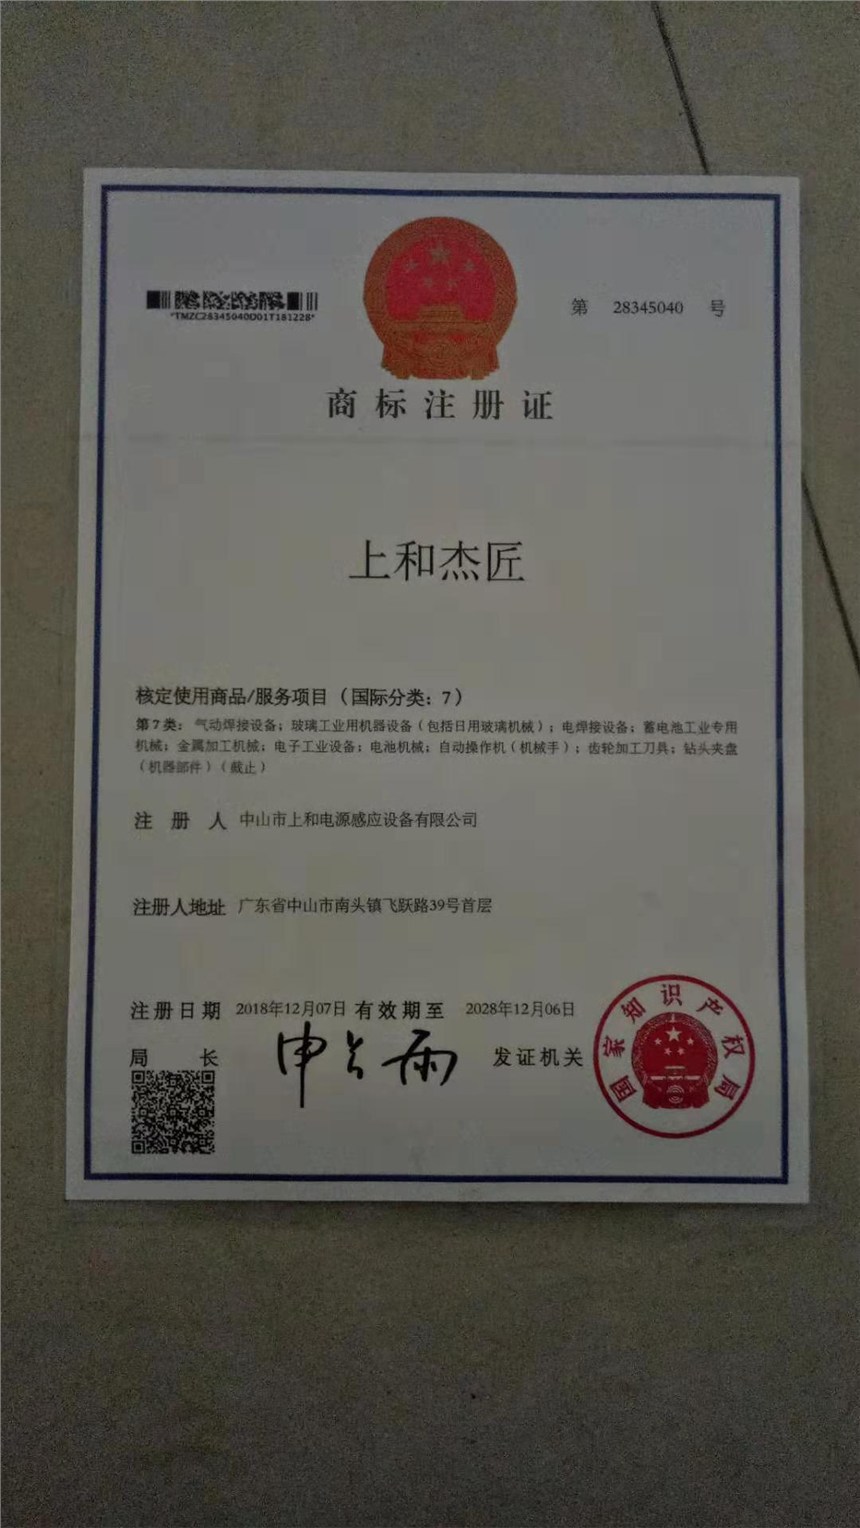 第 28345040 号
*TMZC28345040D01T181228*
商标注册证
上和杰匠
核定使用商品/服务项目（国际分类：7）
第7类：气动焊接设备；玻璃工业用机器设备（包括日用玻璃机械）；电焊接设备；蓄电池工业专用
机械；金属加工机械；电子工业设备；电池机械；自动操作机（机械手）；齿轮加工刀具；钻头夹盘
（机器部件）（截止）
注册人 中山市上和电源感应设备有限公司
注册人地址 广东省中山市南头镇飞跃路39号首层
注册日期 2018年12月07日 有效期至 2028年12月06日
局长 申长雨 发证机关
国家知识产权局